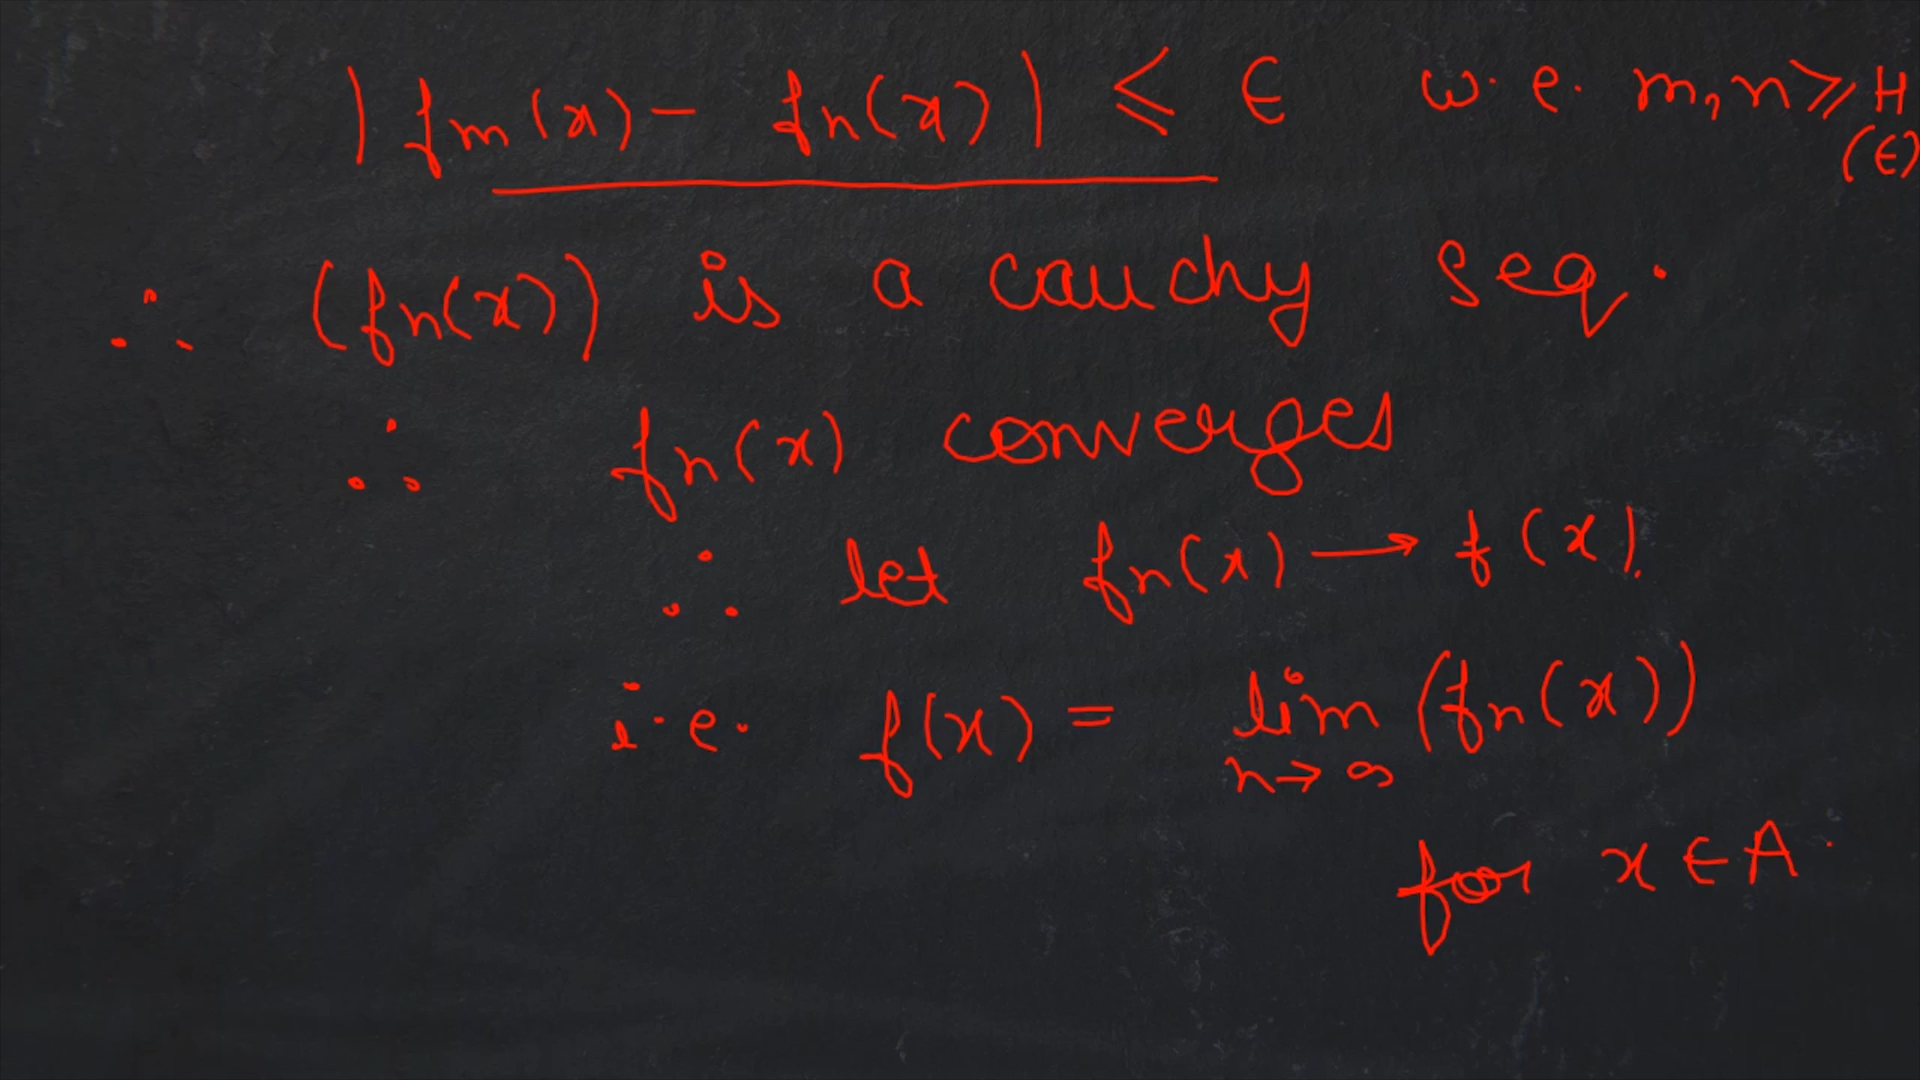 |fm(x) - fn(x)| ⩽ ∈ w.e. m,n ⩾ H
(∈)
∴ (fn(x)) is a cauchy seq.
∴ fn(x) converges
∴ let fn(x) → f(x).
i.e. f(x) = lim (fn(x))
n→∞
for x∈A.